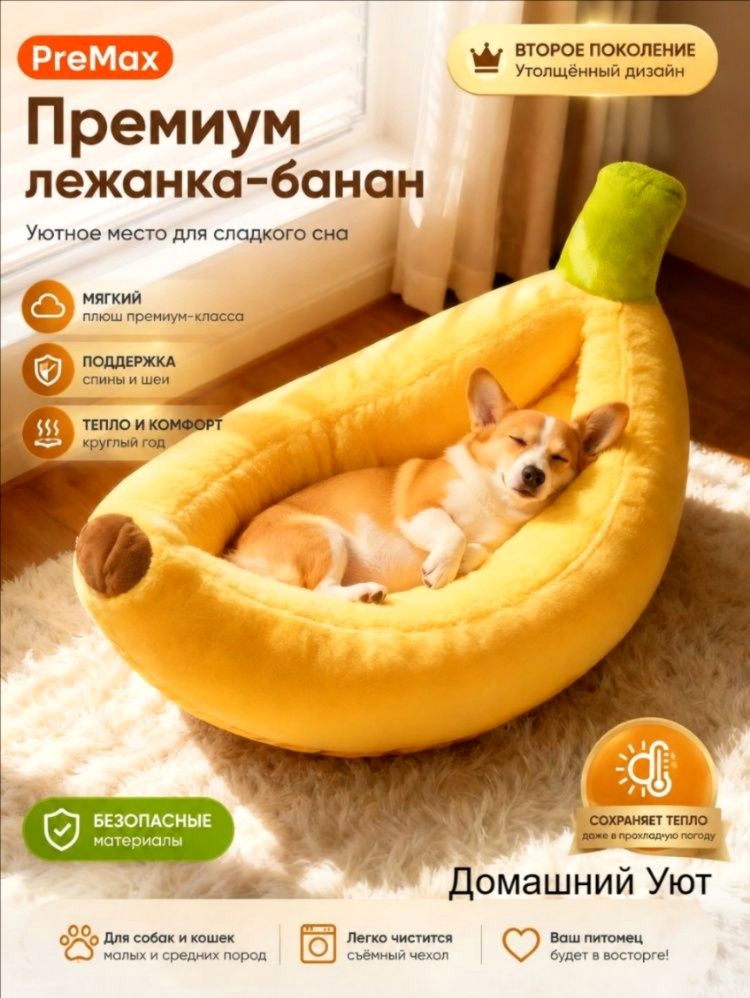 PreMax
ВТОРОЕ ПОКОЛЕНИЕ
Утолщённый дизайн
Премиум
лежанка-банан
Уютное место для сладкого сна
МЯГКИЙ
плюш премиум-класса
ПОДДЕРЖКА
спины и шеи
ТЕПЛО И КОМФОРТ
круглый год
БЕЗОПАСНЫЕ
материалы
СОХРАНЯЕТ ТЕПЛО
даже в прохладную погоду
Домашний Уют
Для собак и кошек
малых и средних пород
Легко чистится
съёмный чехол
Ваш питомец
будет в восторге!